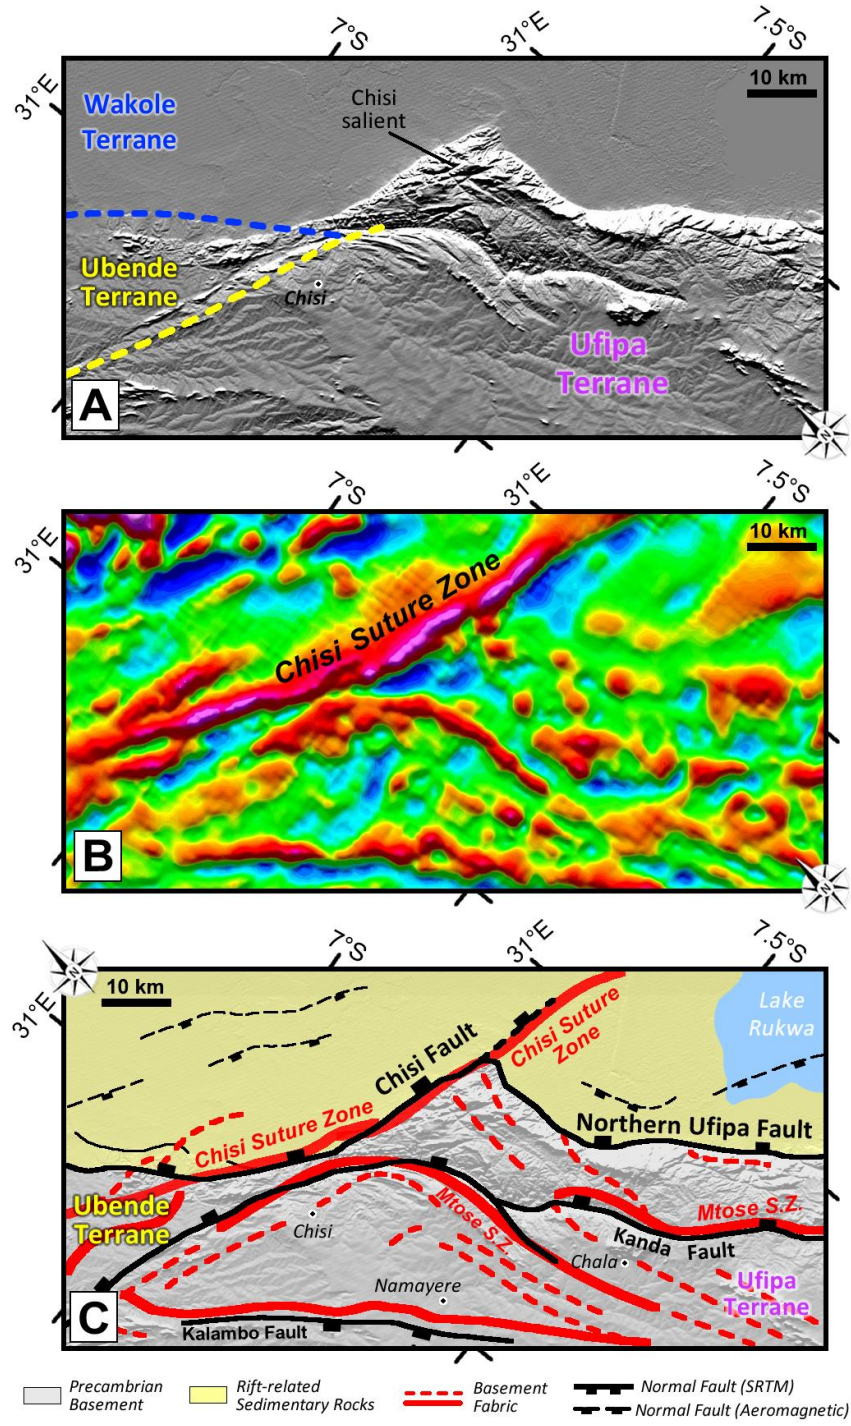 7°S
31°E
7.5°S
31°E
10 km
Wakole
Terrane
Chisi
salient
Ubende
Terrane
Chisi
Ufipa
Terrane
A
N
7°S
31°E
7.5°S
31°E
10 km
Chisi Suture Zone
B
N
N
7°S
31°E
7.5°S
31°E
10 km
Lake
Rukwa
Chisi Suture
Zone
Chisi Fault
Northern Ufipa Fault
Chisi Suture Zone
Ubende
Terrane
Mtose S.Z.
Mtose S.Z.
Chisi
Kanda Fault
Chala
Namayere
Ufipa
Terrane
C
Kalambo Fault
Precambrian
Basement
Rift-related
Sedimentary Rocks
Basement
Fabric
Normal Fault (SRTM)
Normal Fault (Aeromagnetic)